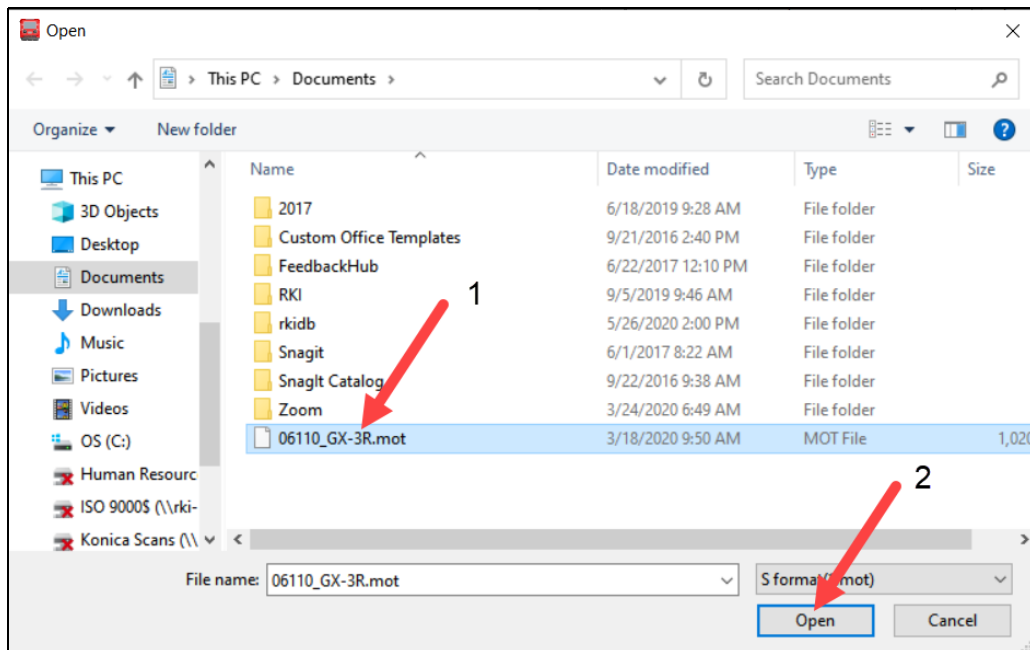 Open
This PC > Documents >
Search Documents
Organize
New folder
Name Date modified Type Size
This PC
3D Objects
Desktop
Documents
Downloads
Music
Pictures
Videos
OS (C:)
Human Resourc
ISO 9000$ (\\rki-
Konica Scans (\\
2017 6/18/2019 9:28 AM File folder
Custom Office Templates 9/21/2016 2:40 PM File folder
FeedbackHub 6/22/2017 12:10 PM File folder
RKI 9/5/2019 9:46 AM File folder
rkidb 5/26/2020 2:00 PM File folder
Snagit 6/1/2017 8:22 AM File folder
SnagIt Catalog 9/22/2016 9:38 AM File folder
Zoom 3/24/2020 6:49 AM File folder
06110_GX-3R.mot 3/18/2020 9:50 AM MOT File 1,020
1
2
File name: 06110_GX-3R.mot
S format mot)
Open
Cancel